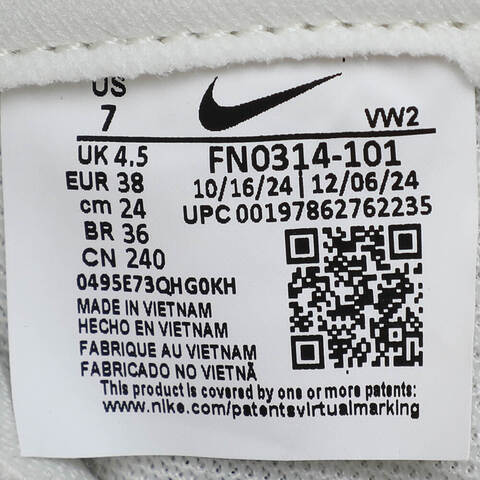 US
7
VW2
UK 4.5
EUR 38
cm 24
BR 36
CN 240
FN0314-101
10/16/24 | 12/06/24
UPC 00197862762235
0495E73QHG0KH
MADE IN VIETNAM
HECHO EN VIETNAM
FABRIQUE AU VIETNAM
FABRICADO NO VIETNÃ
This product is covered by one or more patents:
www.nike.com/patentsvirtualmarking